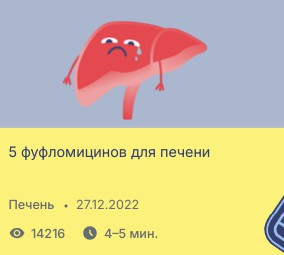 5 фуфломицинов для печени
Печень • 27.12.2022
14216 4–5 мин.